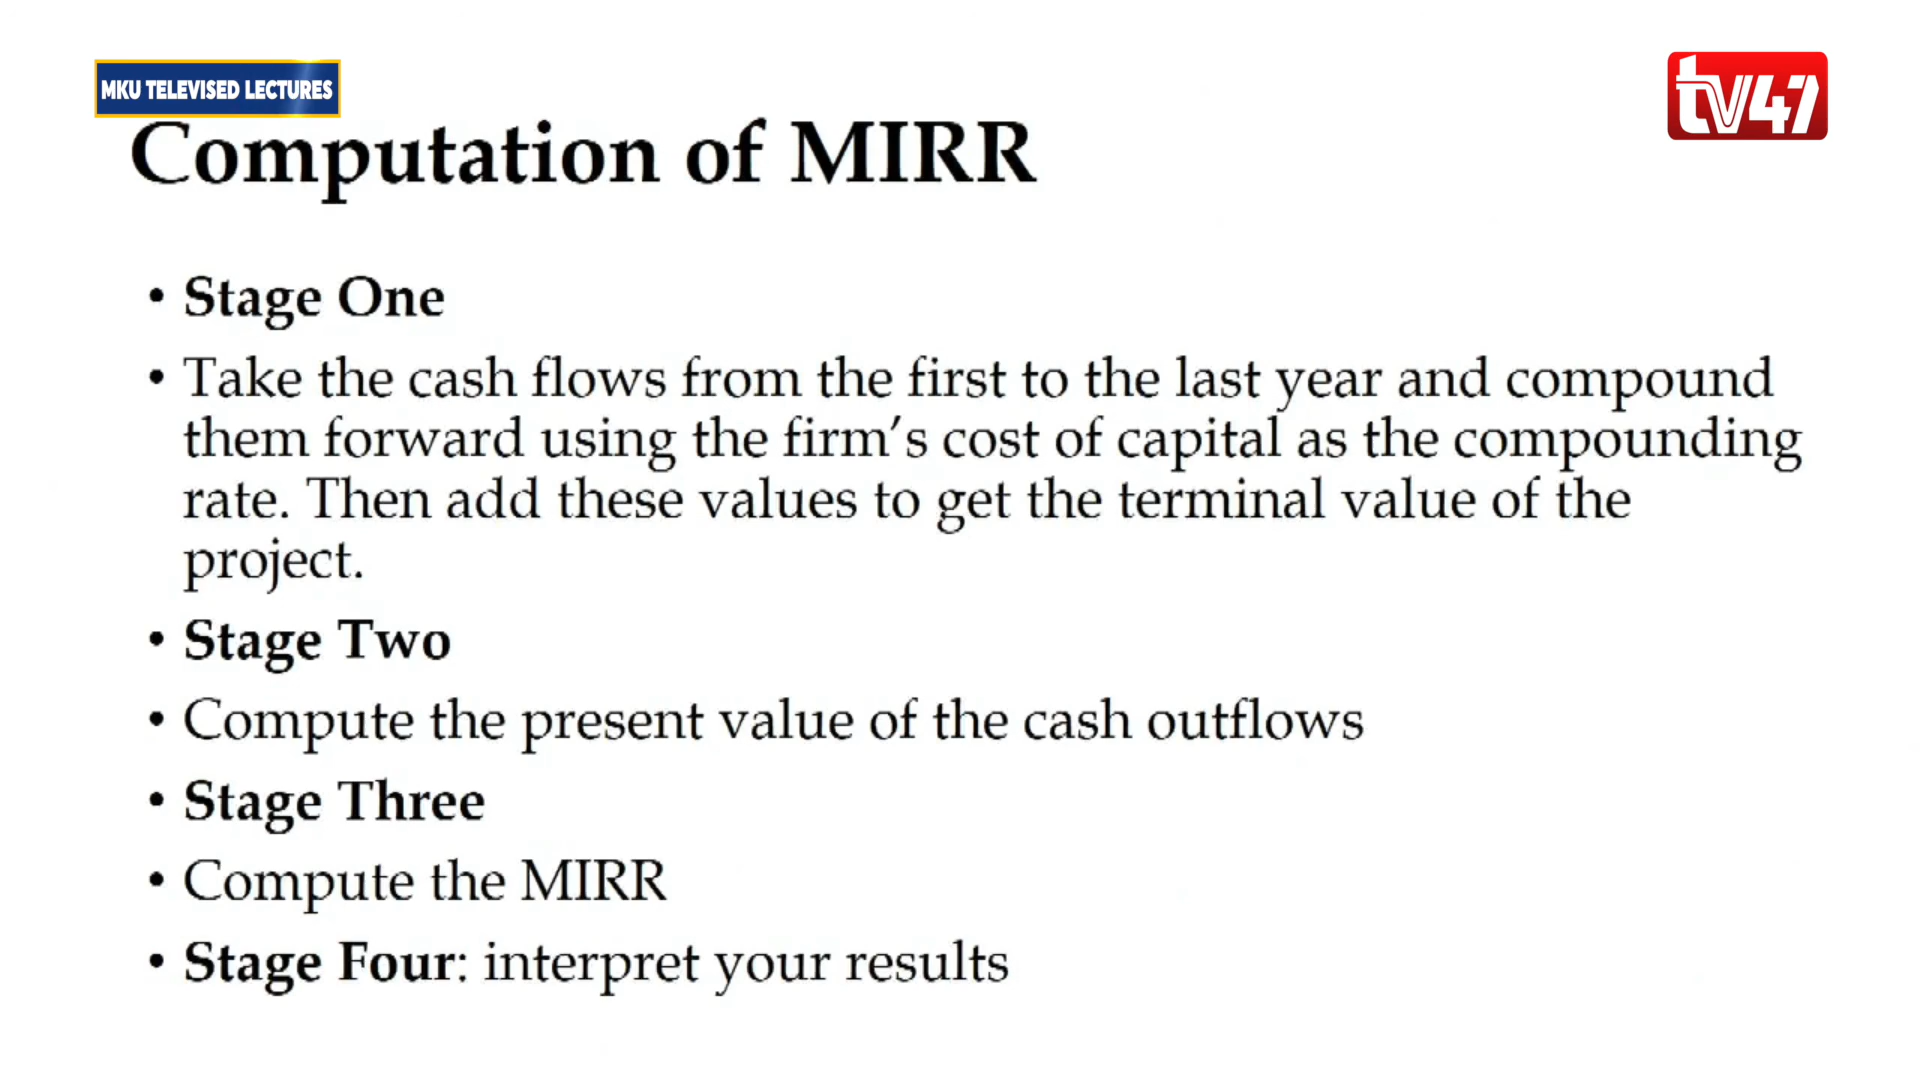 MKU TELEVISED LECTURES
tv47
Computation of MIRR
• Stage One
• Take the cash flows from the first to the last year and compound
them forward using the firm’s cost of capital as the compounding
rate. Then add these values to get the terminal value of the
project.
• Stage Two
• Compute the present value of the cash outflows
• Stage Three
• Compute the MIRR
• Stage Four: interpret your results